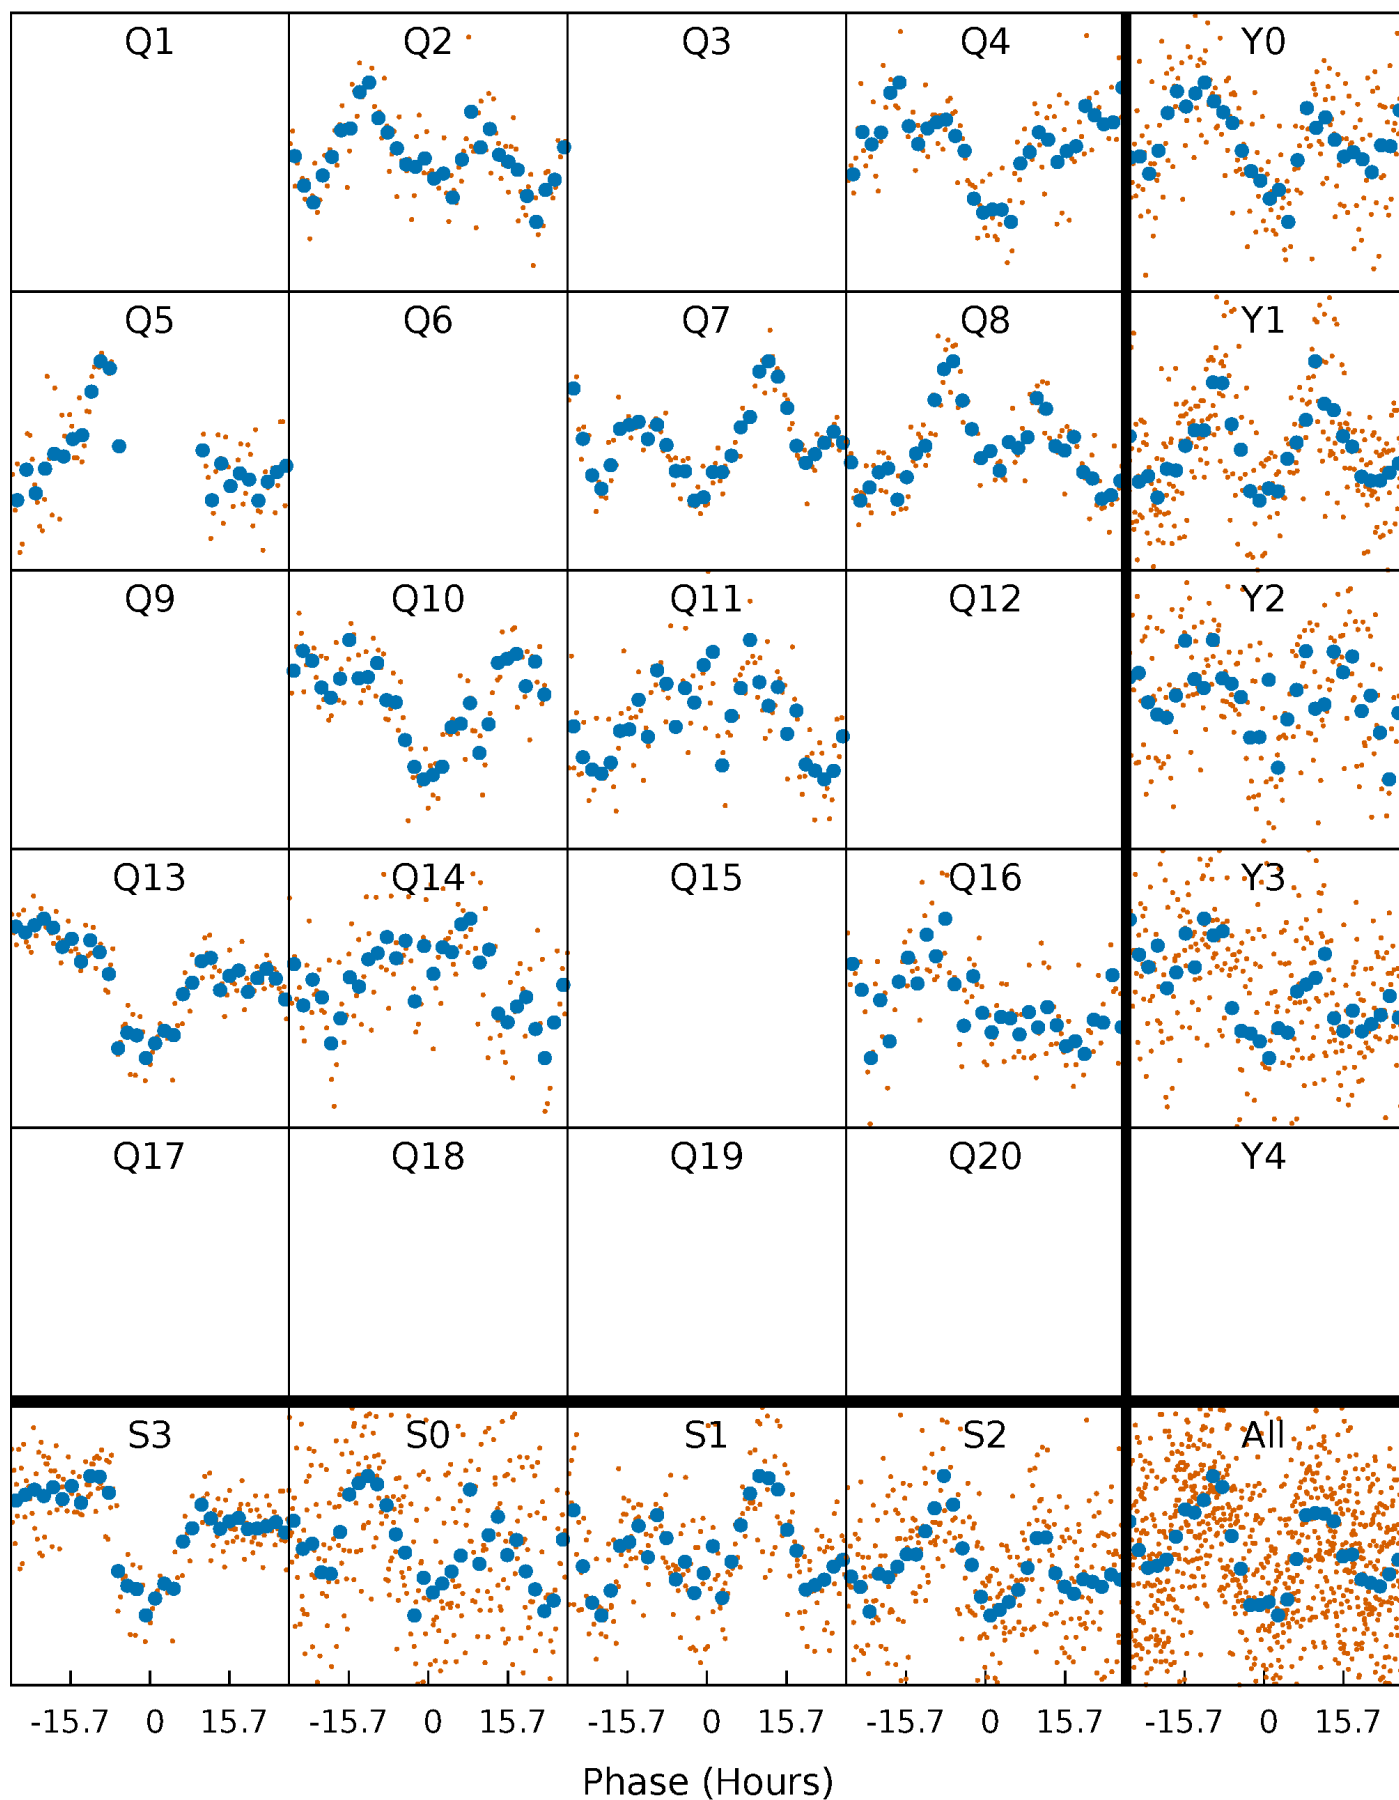 Q1 Q2 Q3 Q4 Y0
Q5 Q6 Q7 Q8 Y1
Q9 Q10 Q11 Q12 Y2
Q13 Q14 Q15 Q16 Y3
Q17 Q18 Q19 Q20 Y4
S3 S0 S1 S2 All
-15.7 0 15.7 -15.7 0 15.7 -15.7 0 15.7 -15.7 0 15.7 -15.7 0 15.7
Phase (Hours)